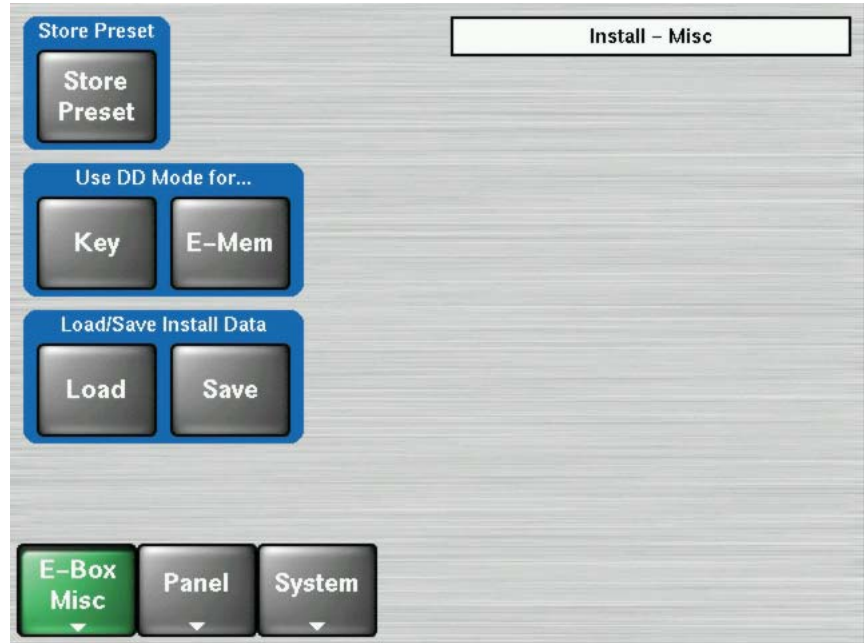 Store Preset
Install – Misc
Store
Preset
Use DD Mode for...
Key
E–Mem
Load/Save Install Data
Load
Save
E–Box
Misc
Panel
System